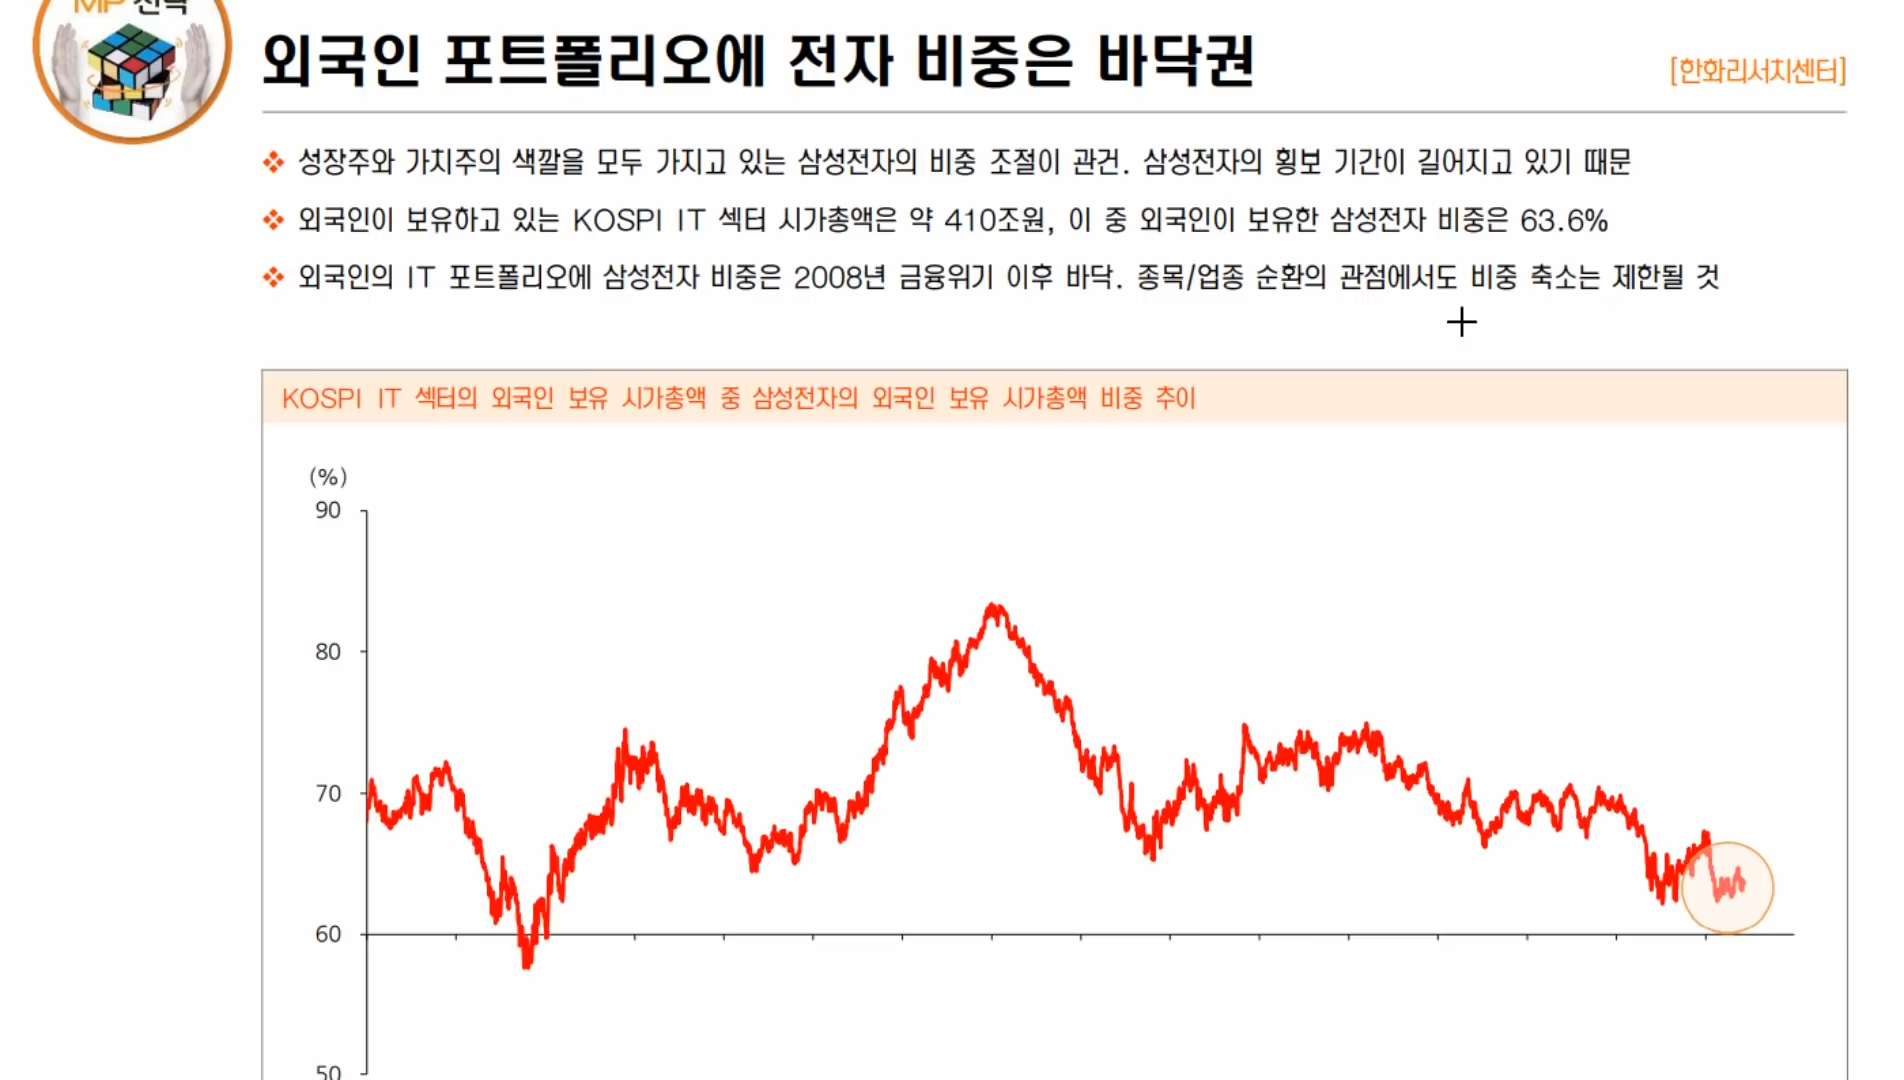 MP 전략
외국인 포트폴리오에 전자 비중은 바닥권
[한화리서치센터]
성장주와 가치주의 색깔을 모두 가지고 있는 삼성전자의 비중 조절이 관건. 삼성전자의 횡보 기간이 길어지고 있기 때문
외국인이 보유하고 있는 KOSPI IT 섹터 시가총액은 약 410조원, 이 중 외국인이 보유한 삼성전자 비중은 63.6%
외국인의 IT 포트폴리오에 삼성전자 비중은 2008년 금융위기 이후 바닥. 종목/업종 순환의 관점에서도 비중 축소는 제한될 것
KOSPI IT 섹터의 외국인 보유 시가총액 중 삼성전자의 외국인 보유 시가총액 비중 추이
(%)
90
80
70
60
50